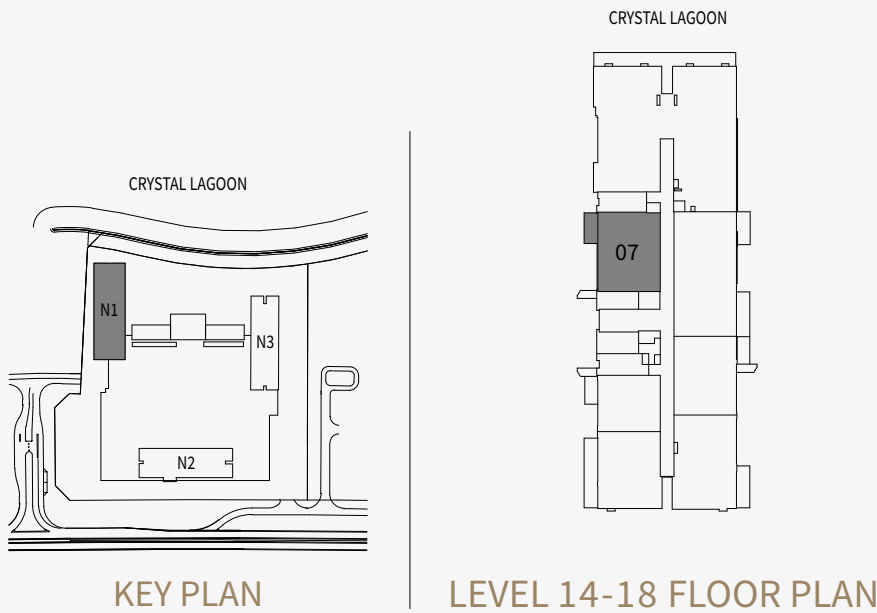 CRYSTAL LAGOON
N1
N3
N2
KEY PLAN
CRYSTAL LAGOON
07
LEVEL 14-18 FLOOR PLAN